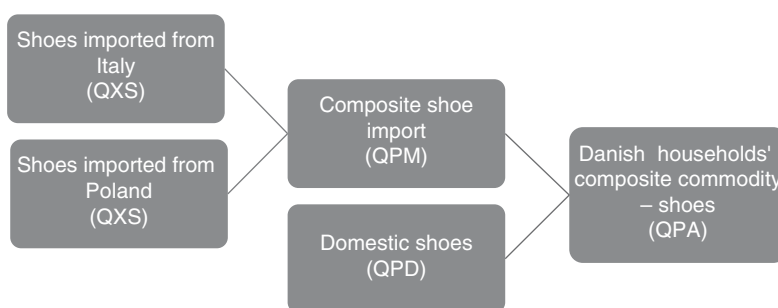 Shoes imported from
Italy
(QXS)
Shoes imported from
Poland
(QXS)
Composite shoe
import
(QPM)
Domestic shoes
(QPD)
Danish households'
composite commodity
– shoes
(QPA)